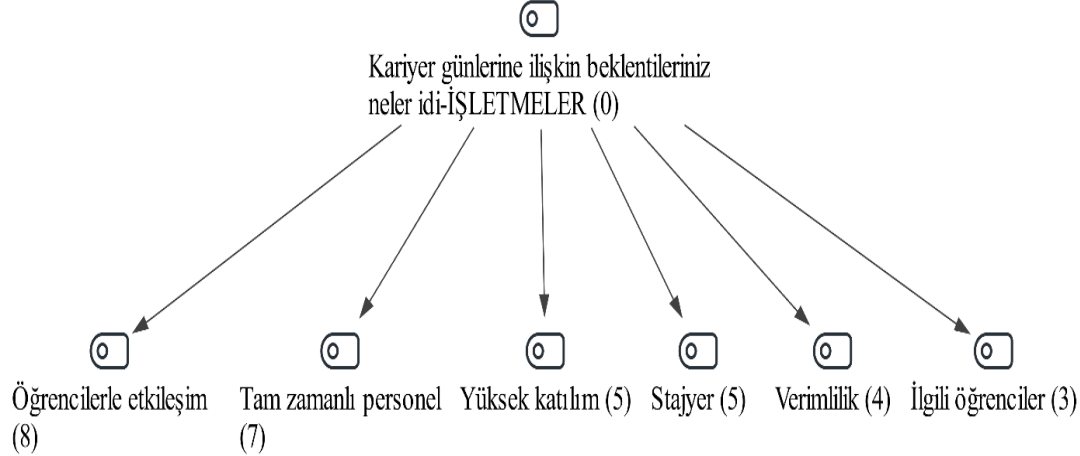 Kariyer günlerine ilişkin beklentileriniz
neler idi-İŞLETMELER (0)
Öğrencilerle etkileşim
(8)
Tam zamanlı personel
(7)
Yüksek katılım (5)
Stajyer (5)
Verimlilik (4)
İlgili öğrenciler (3)